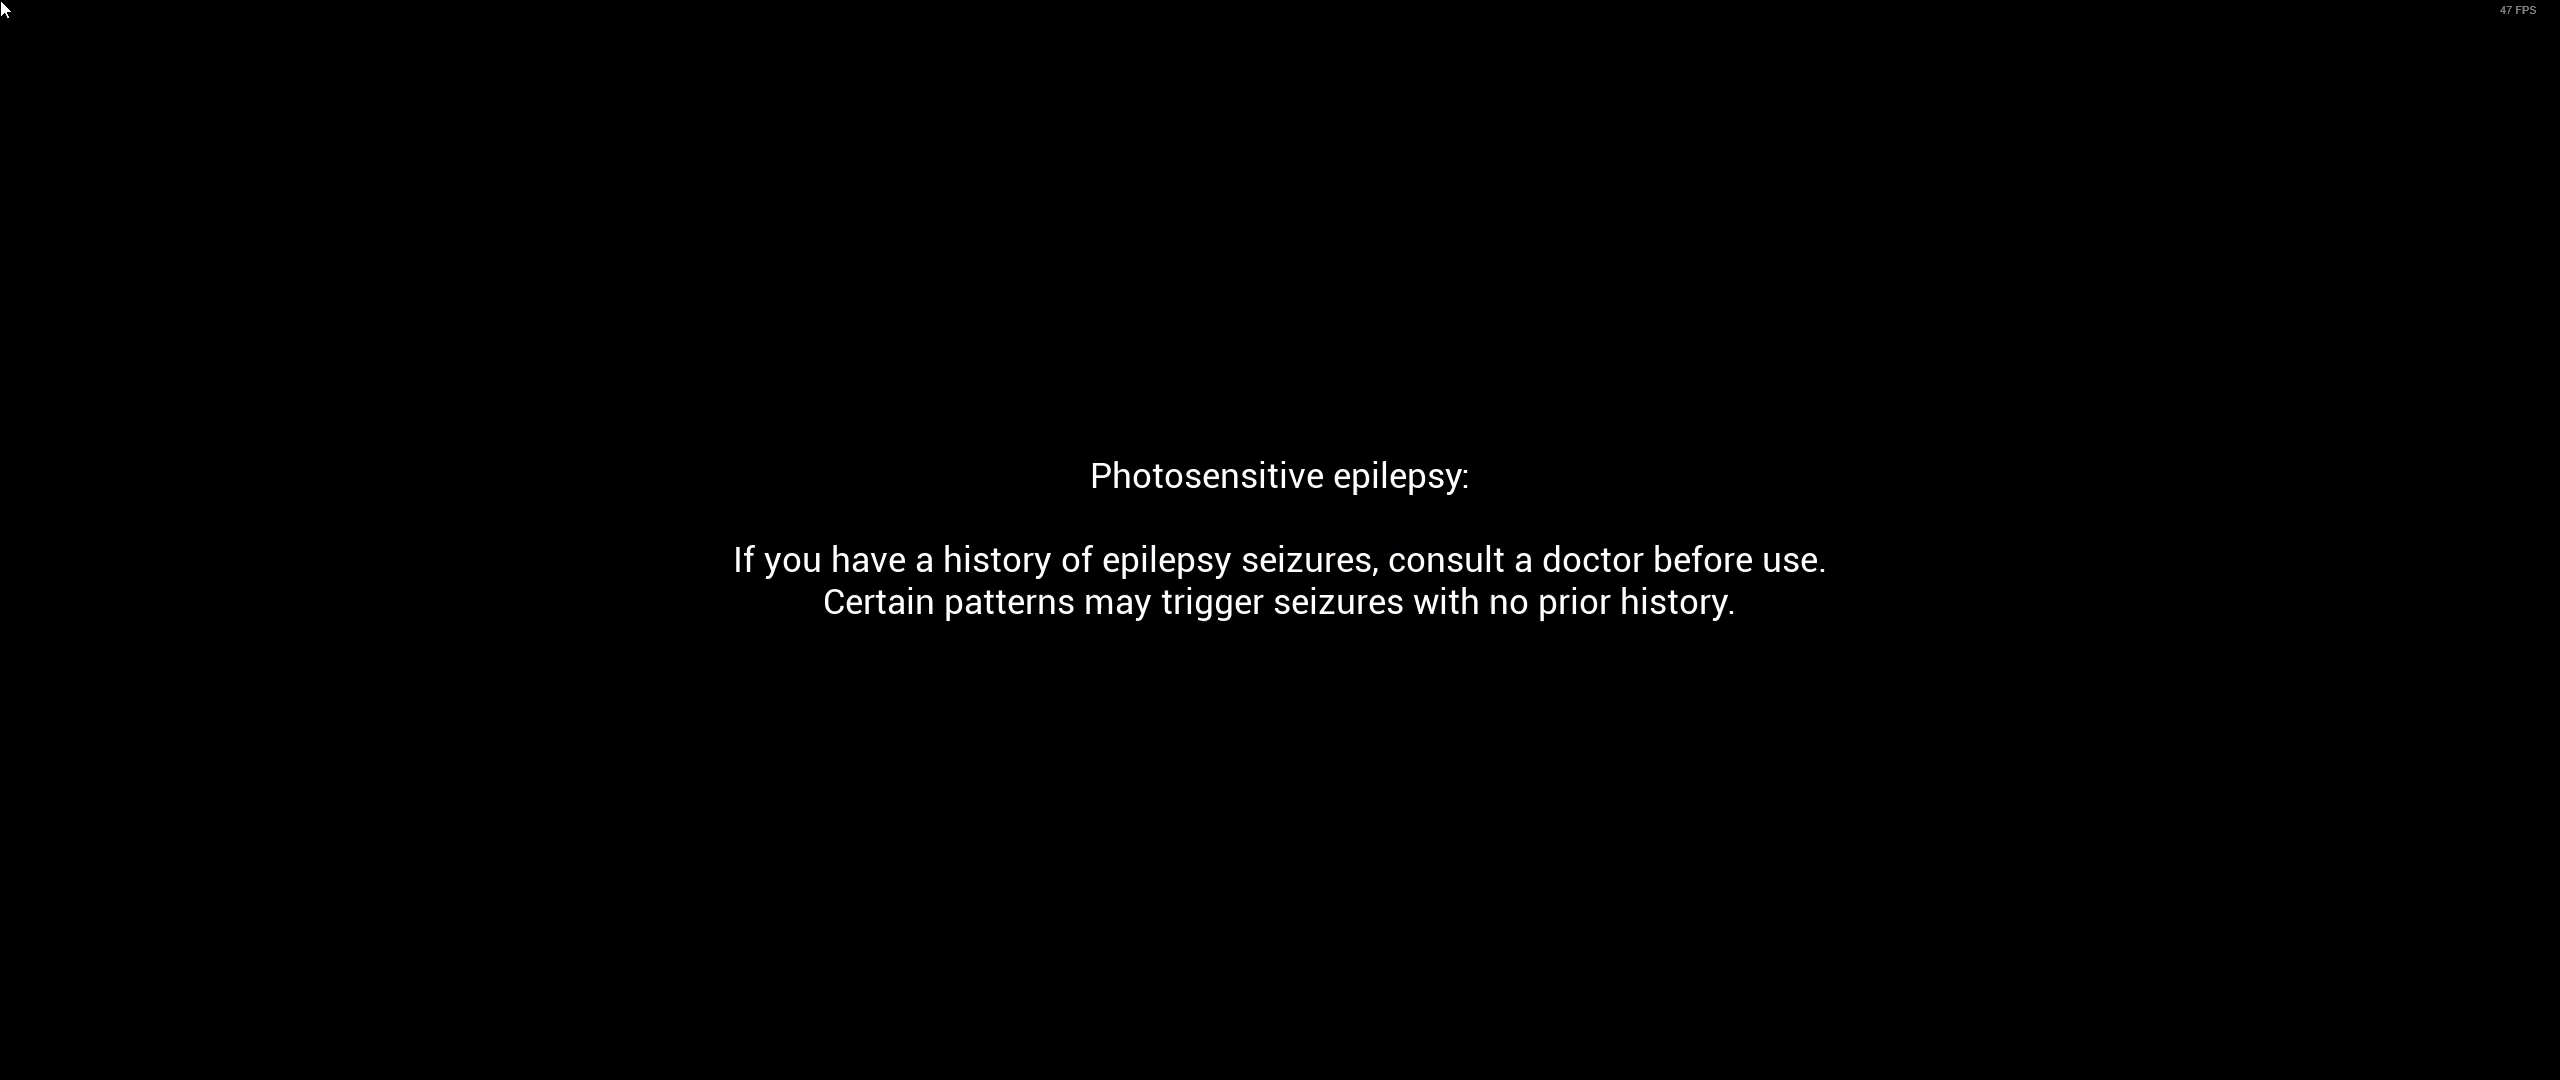 47 FPS
Photosensitive epilepsy:
If you have a history of epilepsy seizures, consult a doctor before use.
Certain patterns may trigger seizures with no prior history.